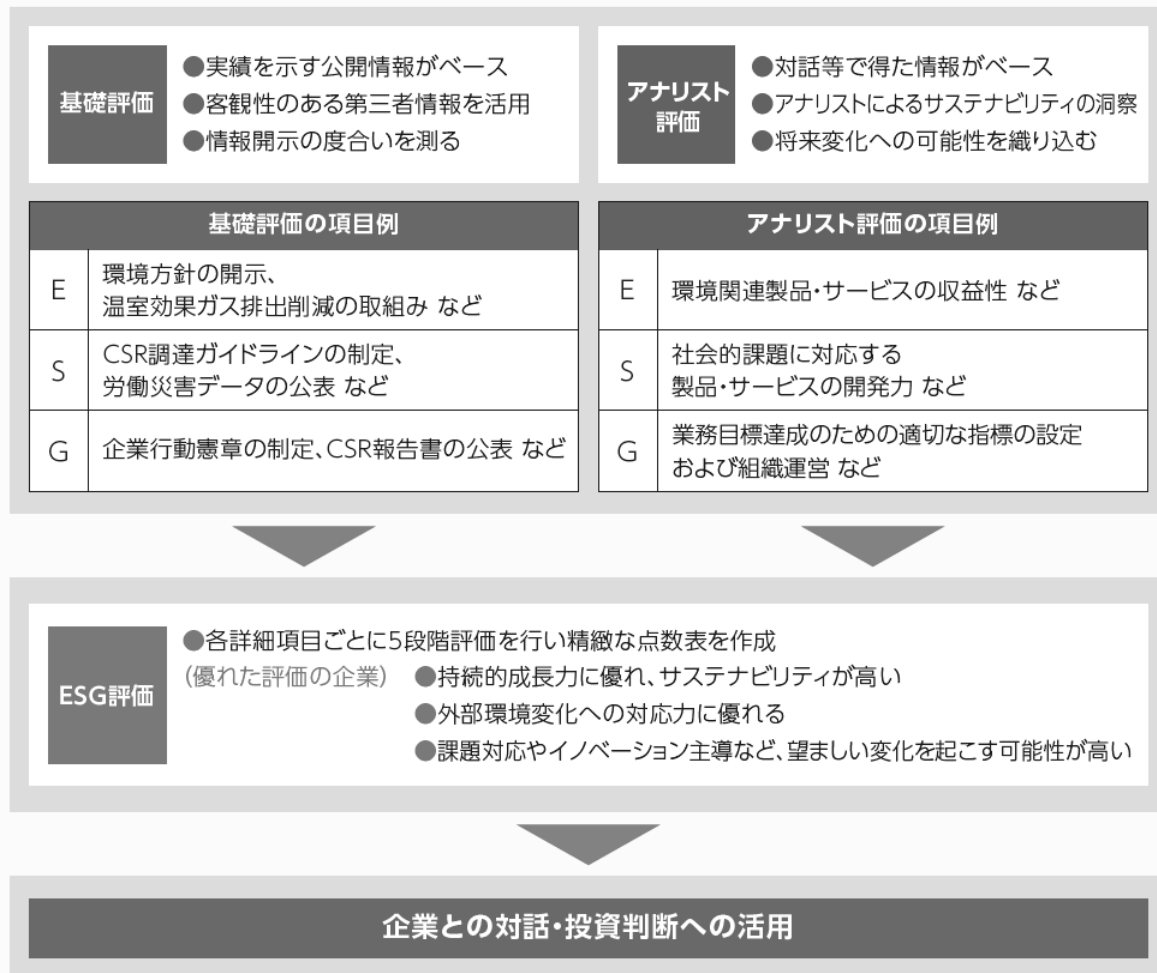 基礎評価
●実績を示す公開情報がベース
●客観性のある第三者情報を活用
●情報開示の度合いを測る
アナリスト
評価
●対話等で得た情報がベース
●アナリストによるサステナビリティの洞察
●将来変化への可能性を織り込む
基礎評価の項目例
E
環境方針の開示、
温室効果ガス排出削減の取組み など
S
CSR調達ガイドラインの制定、
労働災害データの公表 など
G
企業行動憲章の制定、CSR報告書の公表 など
アナリスト評価の項目例
E
環境関連製品・サービスの収益性 など
S
社会的課題に対応する
製品・サービスの開発力 など
G
業務目標達成のための適切な指標の設定
および組織運営 など
ESG評価
●各詳細項目ごとに5段階評価を行い精緻な点数表を作成
(優れた評価の企業) ●持続的成長力に優れ、サステナビリティが高い
●外部環境変化への対応力に優れる
●課題対応やイノベーション主導など、望ましい変化を起こす可能性が高い
企業との対話・投資判断への活用